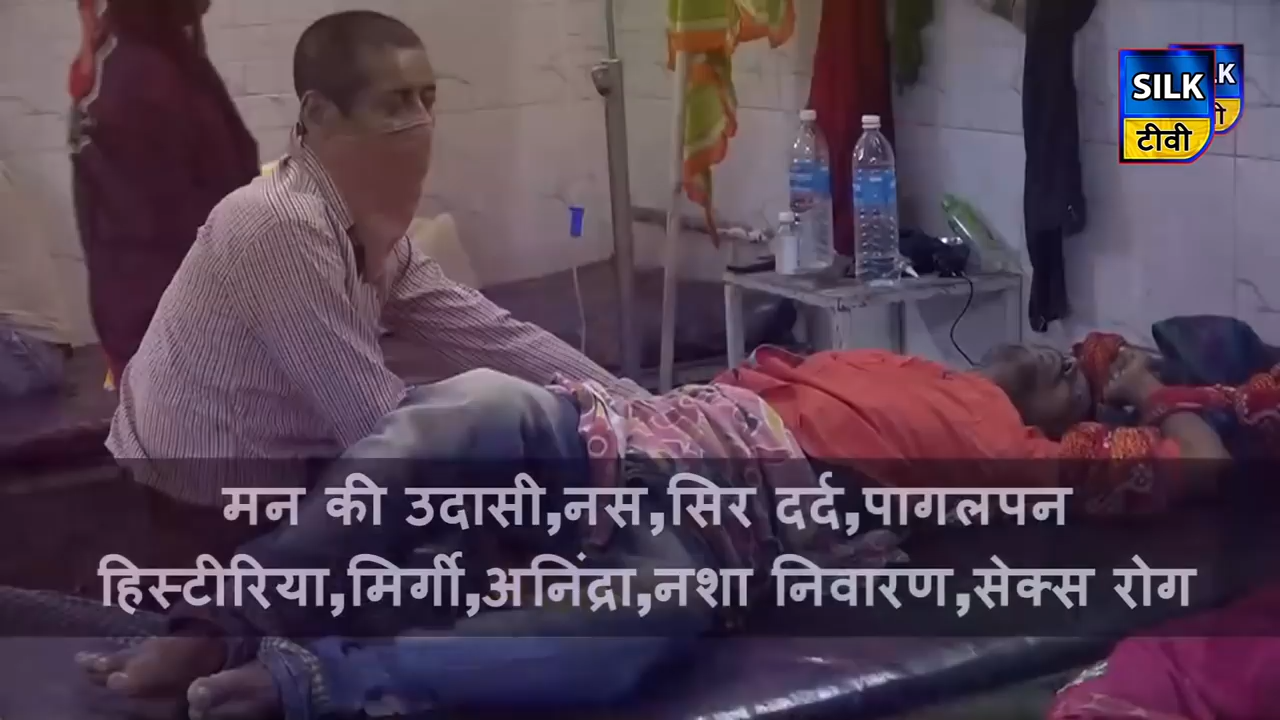 SILK
टीवी
मन की उदासी,नस,सिर दर्द,पागलपन
हिस्टीरिया,मिर्गी,अनिंद्रा,नशा निवारण,सेक्स रोग